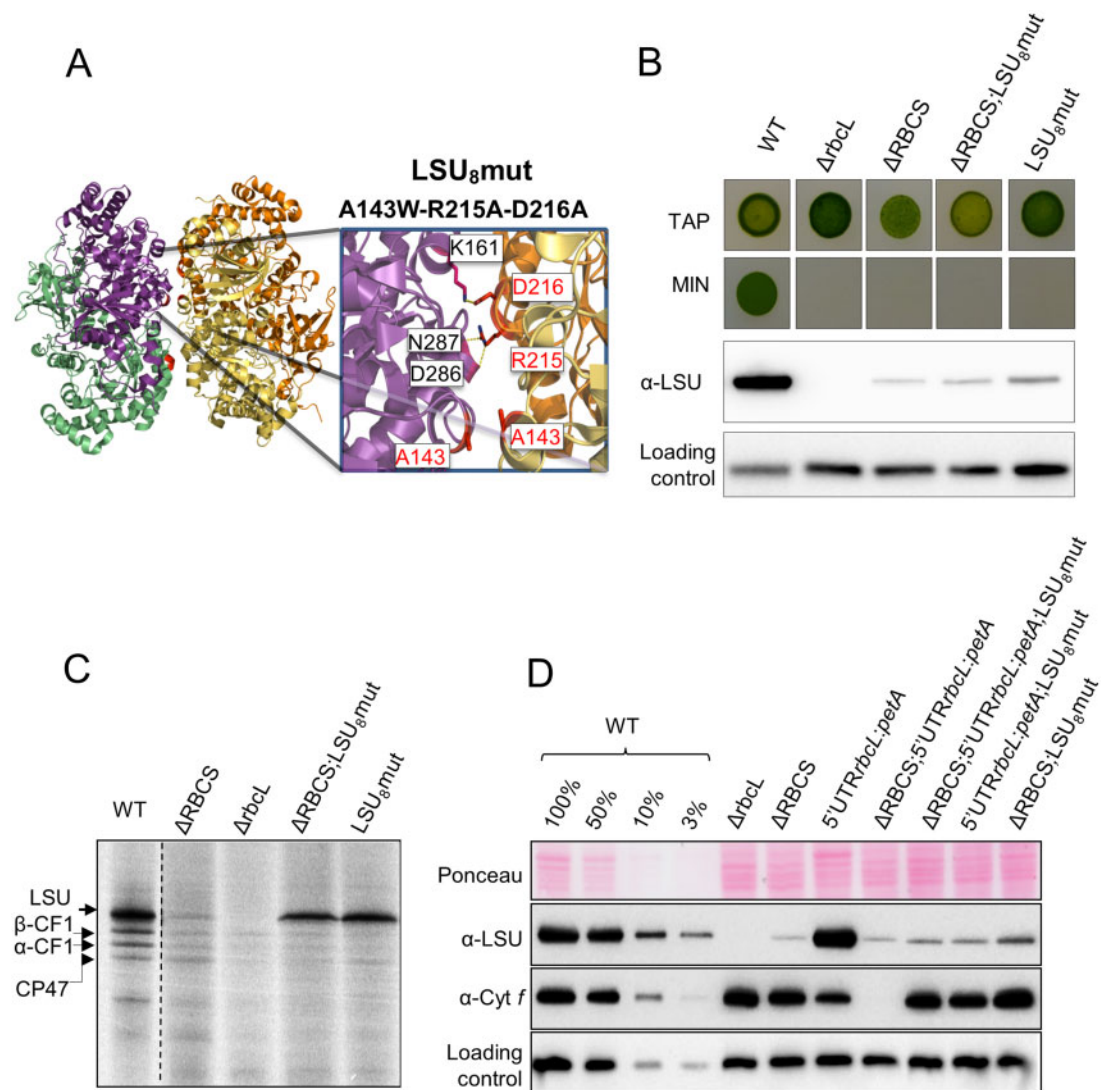 A
LSU₈mut
A143W-R215A-D216A
K161
D216
N287
R215
D286
A143
A143
B
WT
ΔrbcL
ΔRBCS
ΔRBCS;LSU₈mut
LSU₈mut
TAP
MIN
α-LSU
Loading
control
C
WT
ΔRBCS
ΔrbcL
ΔRBCS;LSU₈mut
LSU₈mut
LSU
β-CF1
α-CF1
CP47
D
WT
100%
50%
10%
3%
ΔrbcL
ΔRBCS
5'UTRrbcL:petA
ΔRBCS;5'UTRrbcL:petA
ΔRBCS;5'UTRrbcL:petA;LSU₈mut
5'UTRrbcL:petA;LSU₈mut
ΔRBCS;LSU₈mut
Ponceau
α-LSU
α-Cyt f
Loading
control